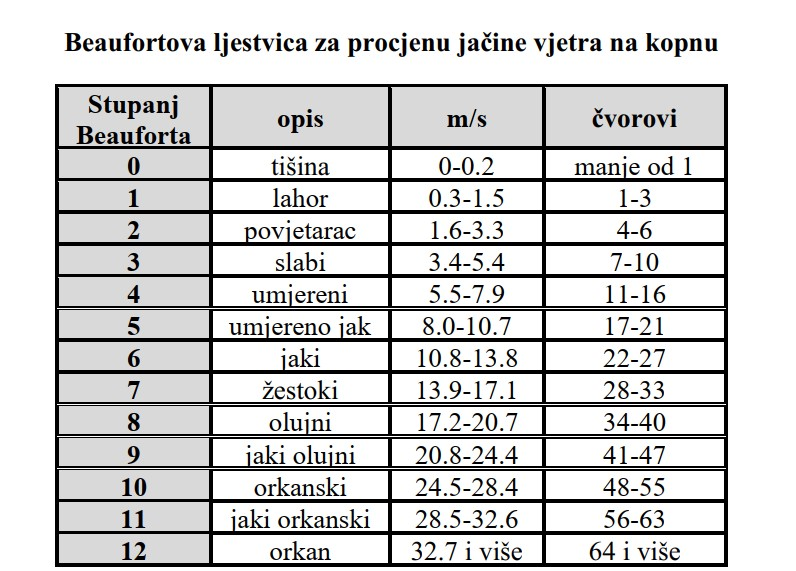 Beaufortova ljestvica za procjenu jačine vjetra na kopnu
Stupanj Beauforta opis m/s čvorovi
0 tišina 0-0.2 manje od 1
1 lahor 0.3-1.5 1-3
2 povjetarac 1.6-3.3 4-6
3 slabi 3.4-5.4 7-10
4 umjereni 5.5-7.9 11-16
5 umjereno jak 8.0-10.7 17-21
6 jaki 10.8-13.8 22-27
7 žestoki 13.9-17.1 28-33
8 olujni 17.2-20.7 34-40
9 jaki olujni 20.8-24.4 41-47
10 orkanski 24.5-28.4 48-55
11 jaki orkanski 28.5-32.6 56-63
12 orkan 32.7 i više 64 i više